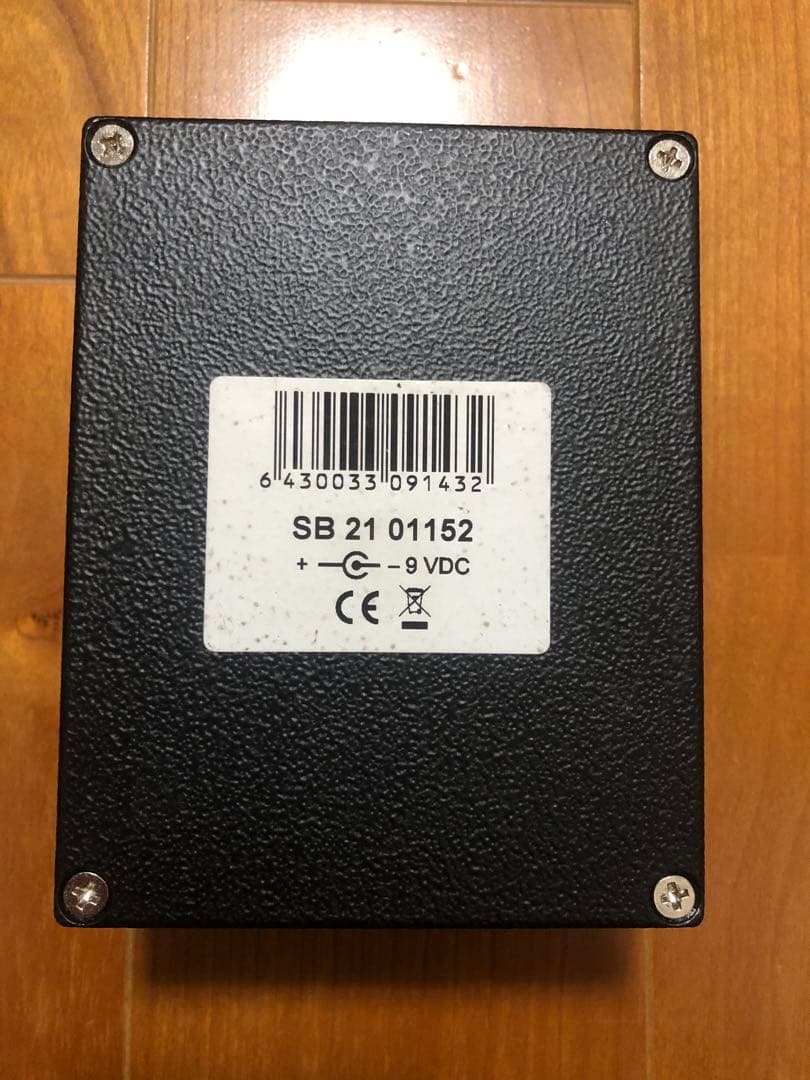 6 430033 091432
SB 21 01152
+ – 9 VDC
CE